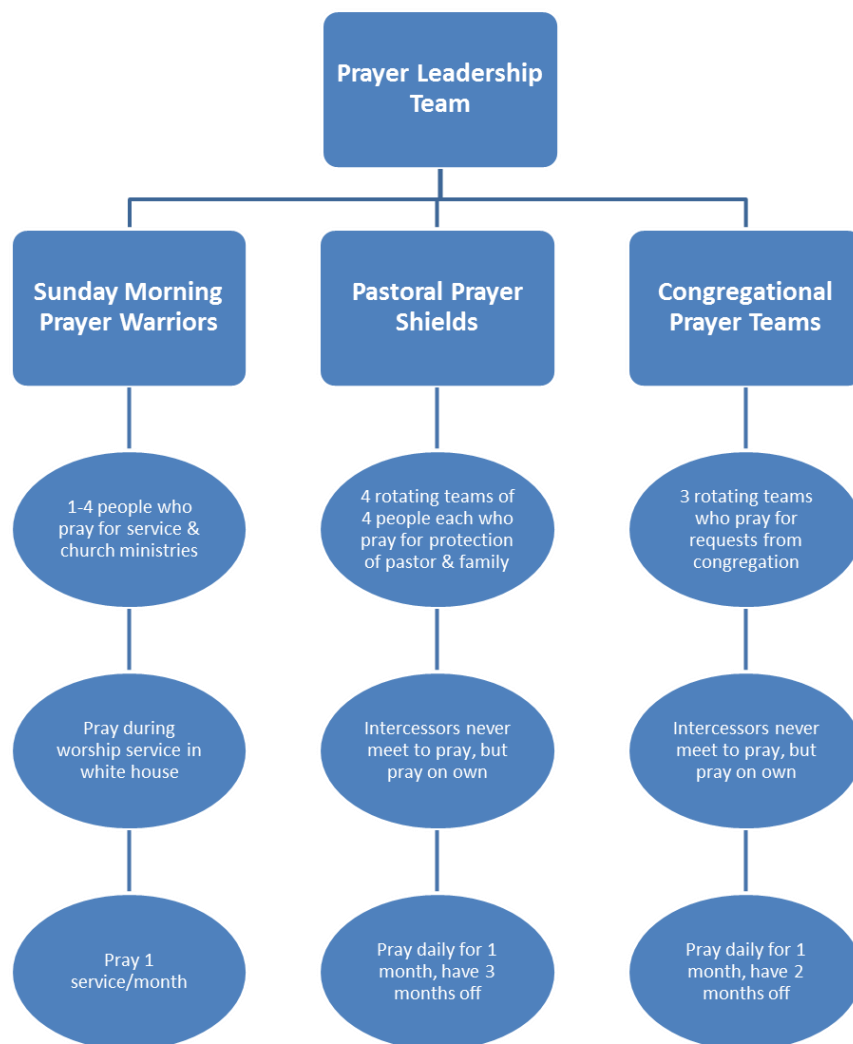 Prayer Leadership
Team
Sunday Morning
Prayer Warriors
Pastoral Prayer
Shields
Congregational
Prayer Teams
1-4 people who
pray for service &
church ministries
4 rotating teams of
4 people each who
pray for protection
of pastor & family
3 rotating teams
who pray for
requests from
congregation
Pray during
worship service in
white house
Intercessors never
meet to pray, but
pray on own
Intercessors never
meet to pray, but
pray on own
Pray 1
service/month
Pray daily for 1
month, have 3
months off
Pray daily for 1
month, have 2
months off